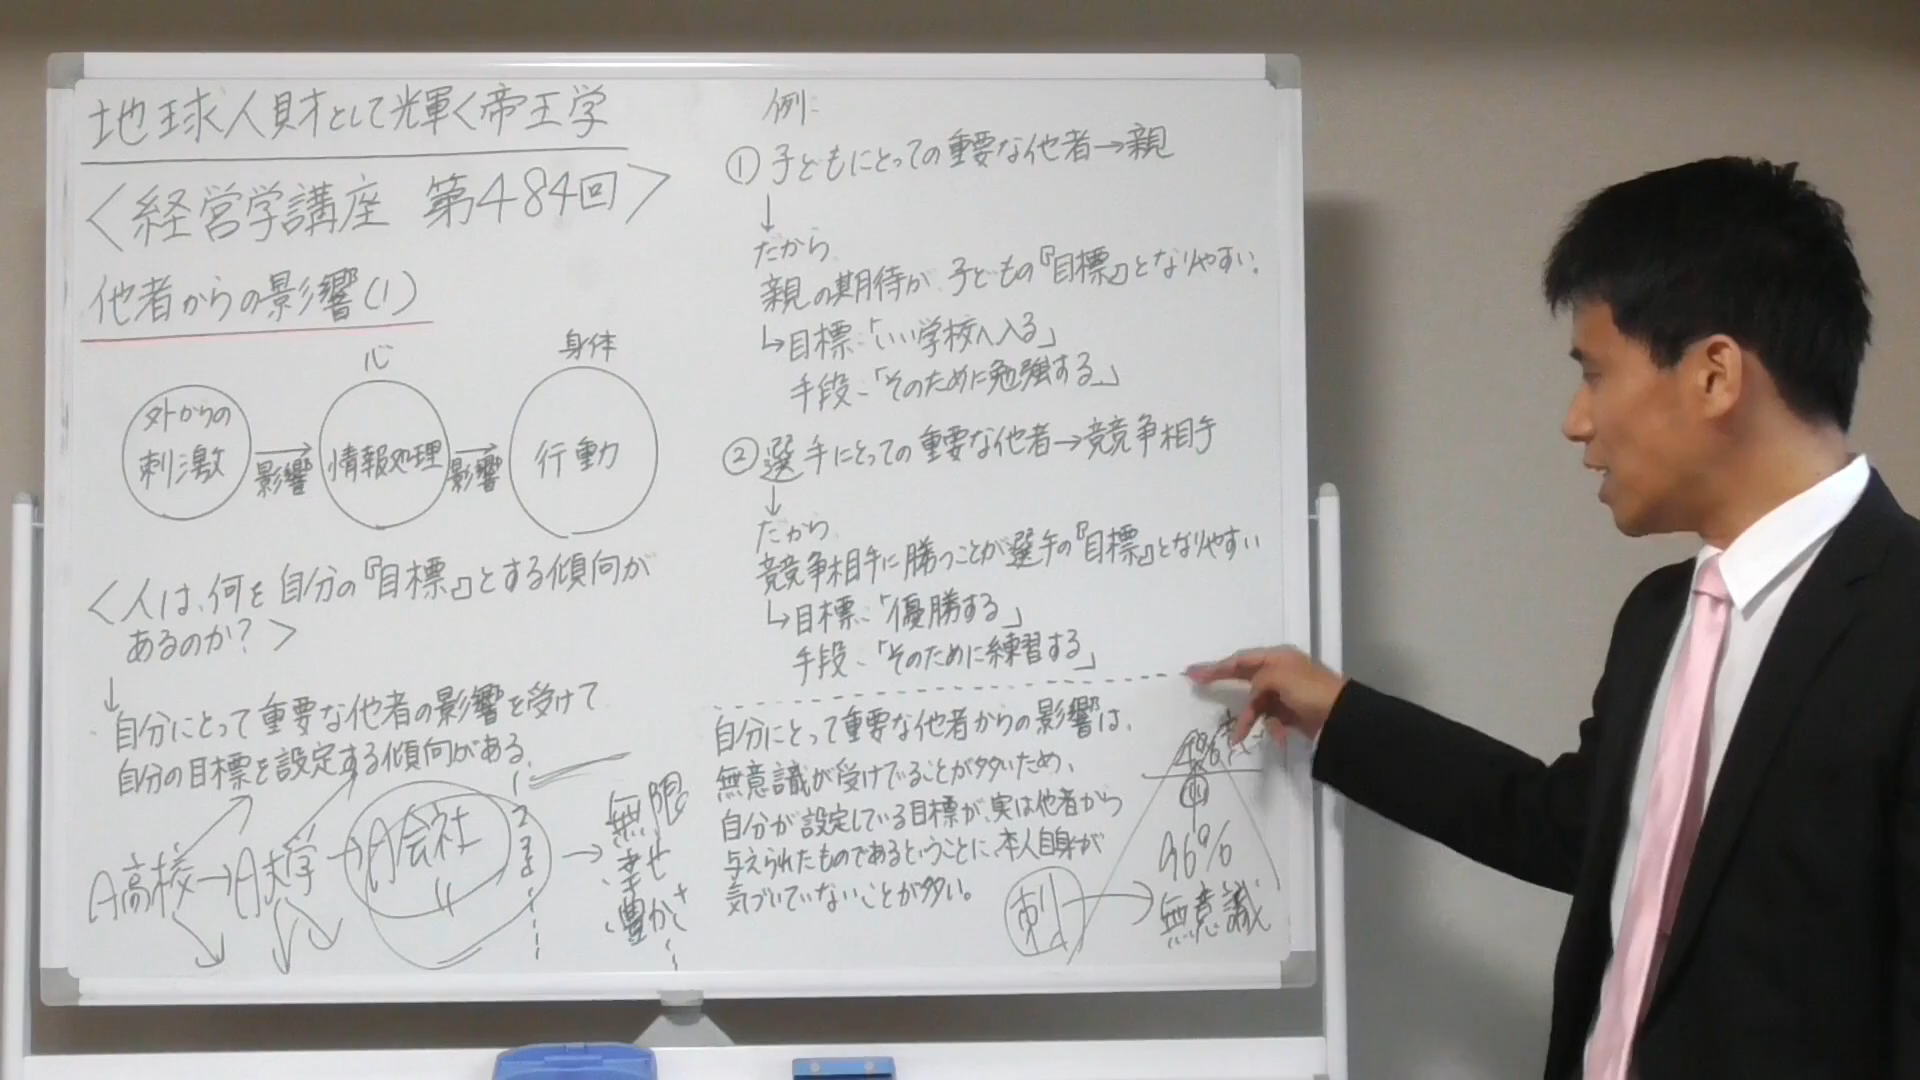 地球人財として輝く帝王学
<経営学講座 第484回>
他者からの影響(1)
心
身体
外からの
刺激
影響
情報処理
影響
行動
<人は、何を自分の『目標』とする傾向が
あるのか?>
↓
自分にとって重要な他者の影響を受けて
自分の目標を設定する傾向がある。
A高校→A大学→A会社
1
2
3
4
無限
幸せ
豊かさ
例:
①子どもにとっての重要な他者→親
↓
だから
親の期待が、子どもの『目標』となりやすい。
↳目標:「いい学校へ入る」
手段:「そのために勉強する。」
②選手にとっての重要な他者→競争相手
↓
だから
競争相手に勝つことが選手の『目標』となりやすい
↳目標:「優勝する」
手段:「そのために練習する」
自分にとって重要な他者からの影響は、
無意識が受けていることが多いため、
自分が設定している目標が、実は他者から
与えられたものであるということに、本人自身が
気づいていないことが多い。
刺
96%
無意識